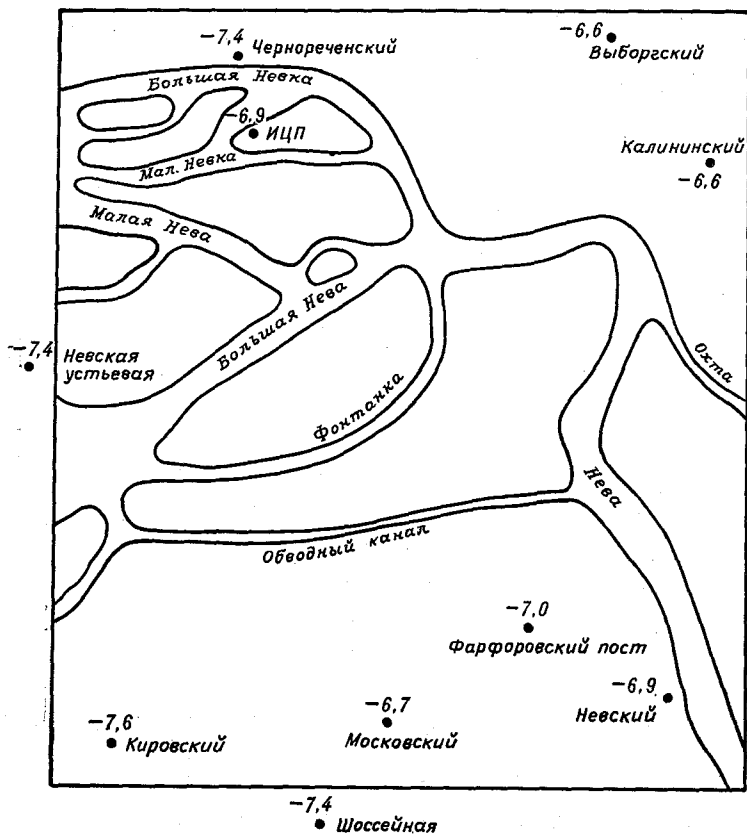 −7,4
Чернореченский
−6,6
Выборгский
Большая Невка
−6,9
ИЦП
Калининский
−6,6
Мал. Невка
Малая Нева
Большая Нева
−7,4
Невская
устьевая
Охта
Фонтанка
Нева
Обводный канал
−7,0
Фарфоровский пост
−6,9
Невский
−6,7
Московский
−7,6
Кировский
−7,4
Шоссейная